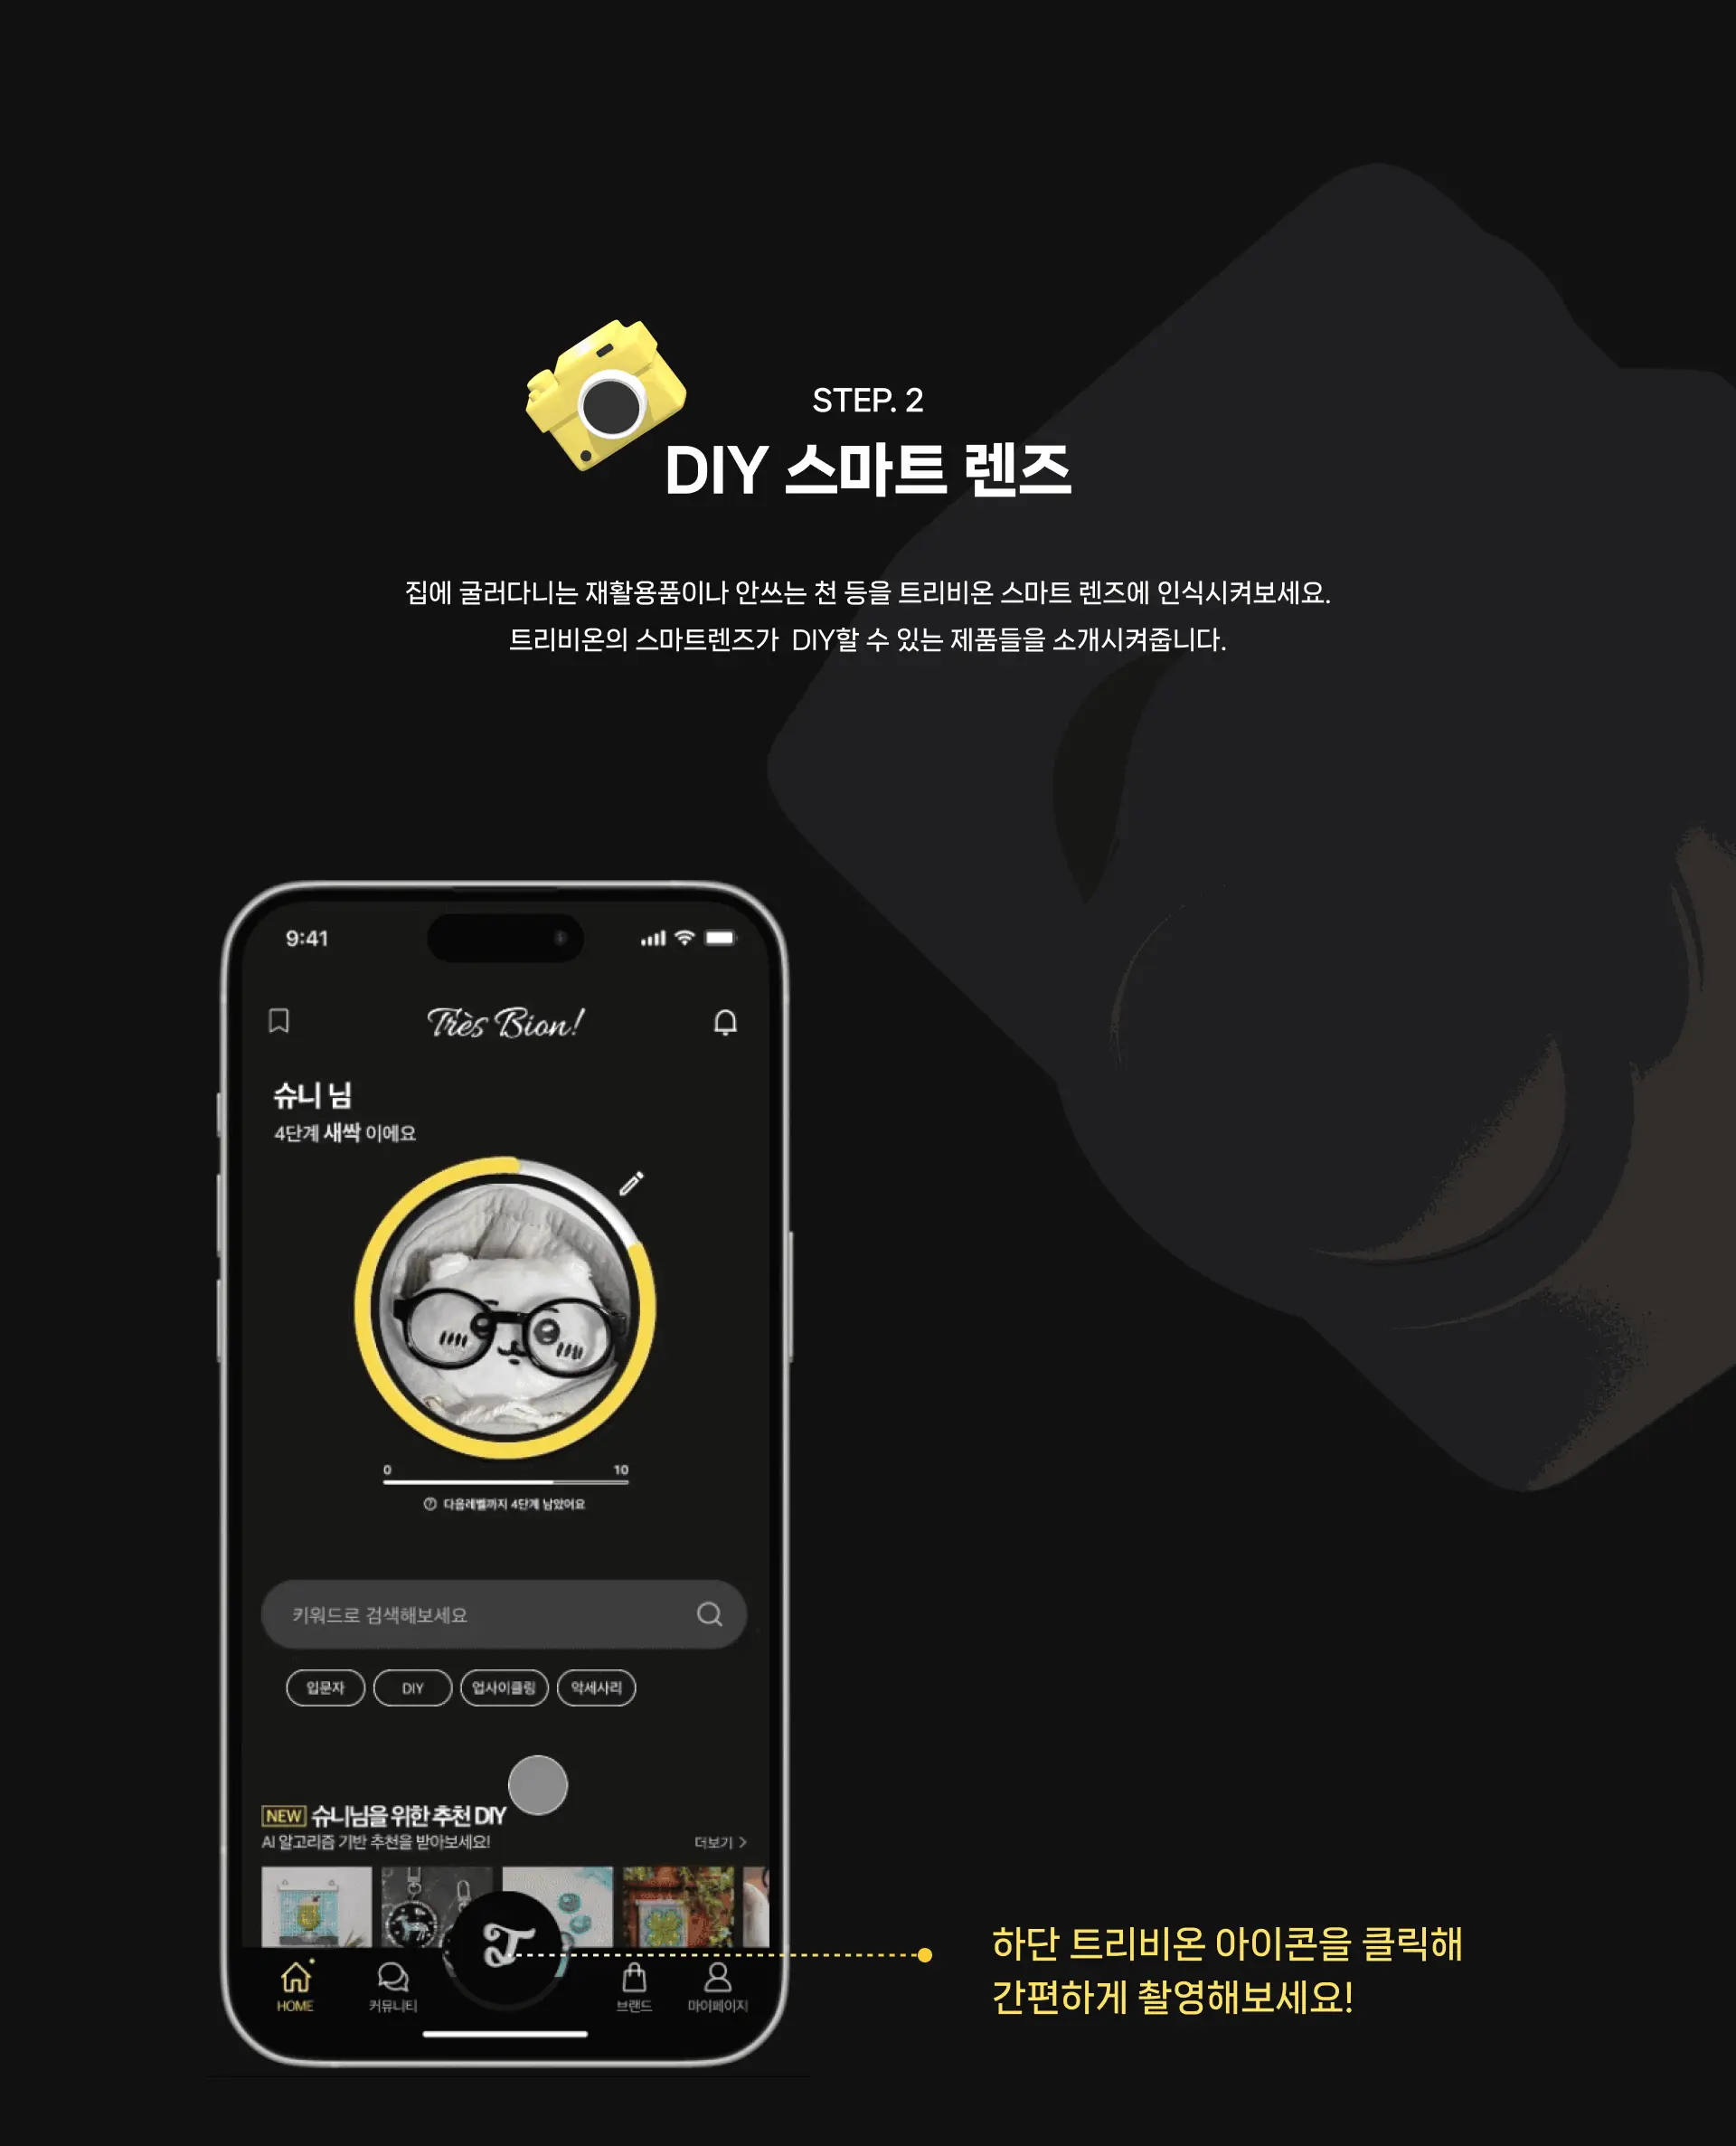 STEP. 2
DIY 스마트 렌즈
집에 굴러다니는 재활용품이나 안쓰는 천 등을 트리비온 스마트 렌즈에 인식시켜보세요.
트리비온의 스마트렌즈가 DIY할 수 있는 제품들을 소개시켜줍니다.
9:41
Très Bion!
슈니 님
4단계 새싹 이에요
0 10
다음레벨까지 4단계 남았어요
키워드로 검색해보세요
입문자 DIY 업사이클링 악세사리
NEW 슈니님을 위한 추천 DIY
AI 알고리즘 기반 추천을 받아보세요!
더보기 >
T
HOME 커뮤니티 브랜드 마이페이지
하단 트리비온 아이콘을 클릭해
간편하게 촬영해보세요!